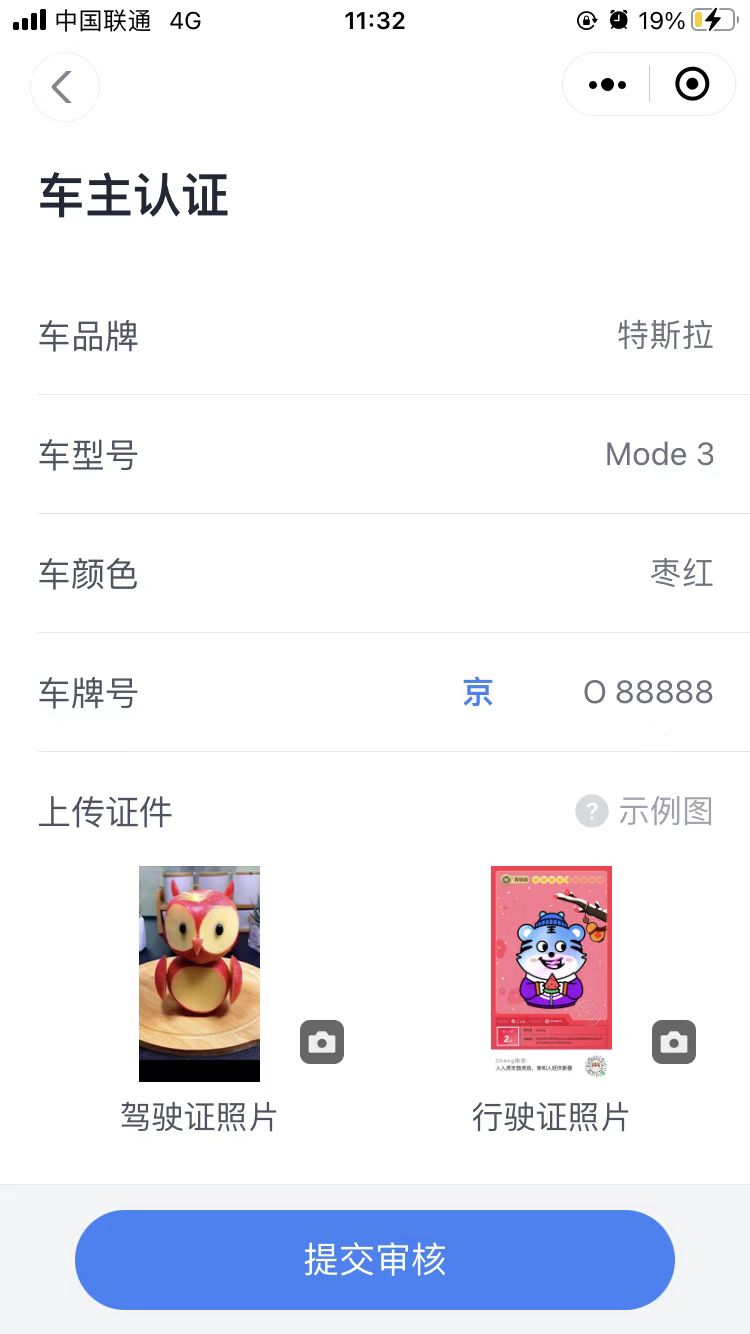 中国联通 4G 11:32 19%
车主认证
车品牌 特斯拉
车型号 Mode 3
车颜色 枣红
车牌号 京 O 88888
上传证件 ? 示例图
2
驾驶证照片 行驶证照片
提交审核